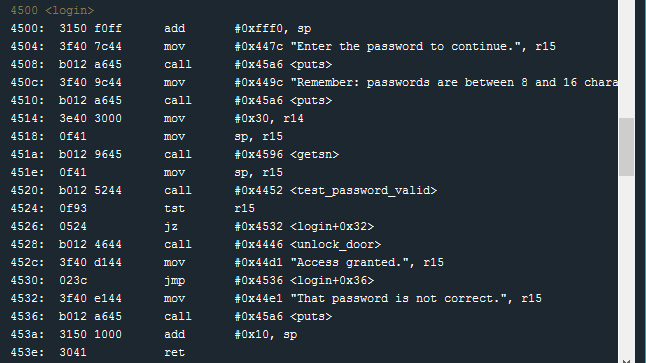 4500 <login>
4500: 3150 f0ff add #0xfff0, sp
4504: 3f40 7c44 mov #0x447c "Enter the password to continue.", r15
4508: b012 a645 call #0x45a6 <puts>
450c: 3f40 9c44 mov #0x449c "Remember: passwords are between 8 and 16 chara
4510: b012 a645 call #0x45a6 <puts>
4514: 3e40 3000 mov #0x30, r14
4518: 0f41 mov sp, r15
451a: b012 9645 call #0x4596 <getsn>
451e: 0f41 mov sp, r15
4520: b012 5244 call #0x4452 <test_password_valid>
4524: 0f93 tst r15
4526: 0524 jz #0x4532 <login+0x32>
4528: b012 4644 call #0x4446 <unlock_door>
452c: 3f40 d144 mov #0x44d1 "Access granted.", r15
4530: 023c jmp #0x4536 <login+0x36>
4532: 3f40 e144 mov #0x44e1 "That password is not correct.", r15
4536: b012 a645 call #0x45a6 <puts>
453a: 3150 1000 add #0x10, sp
453e: 3041 ret